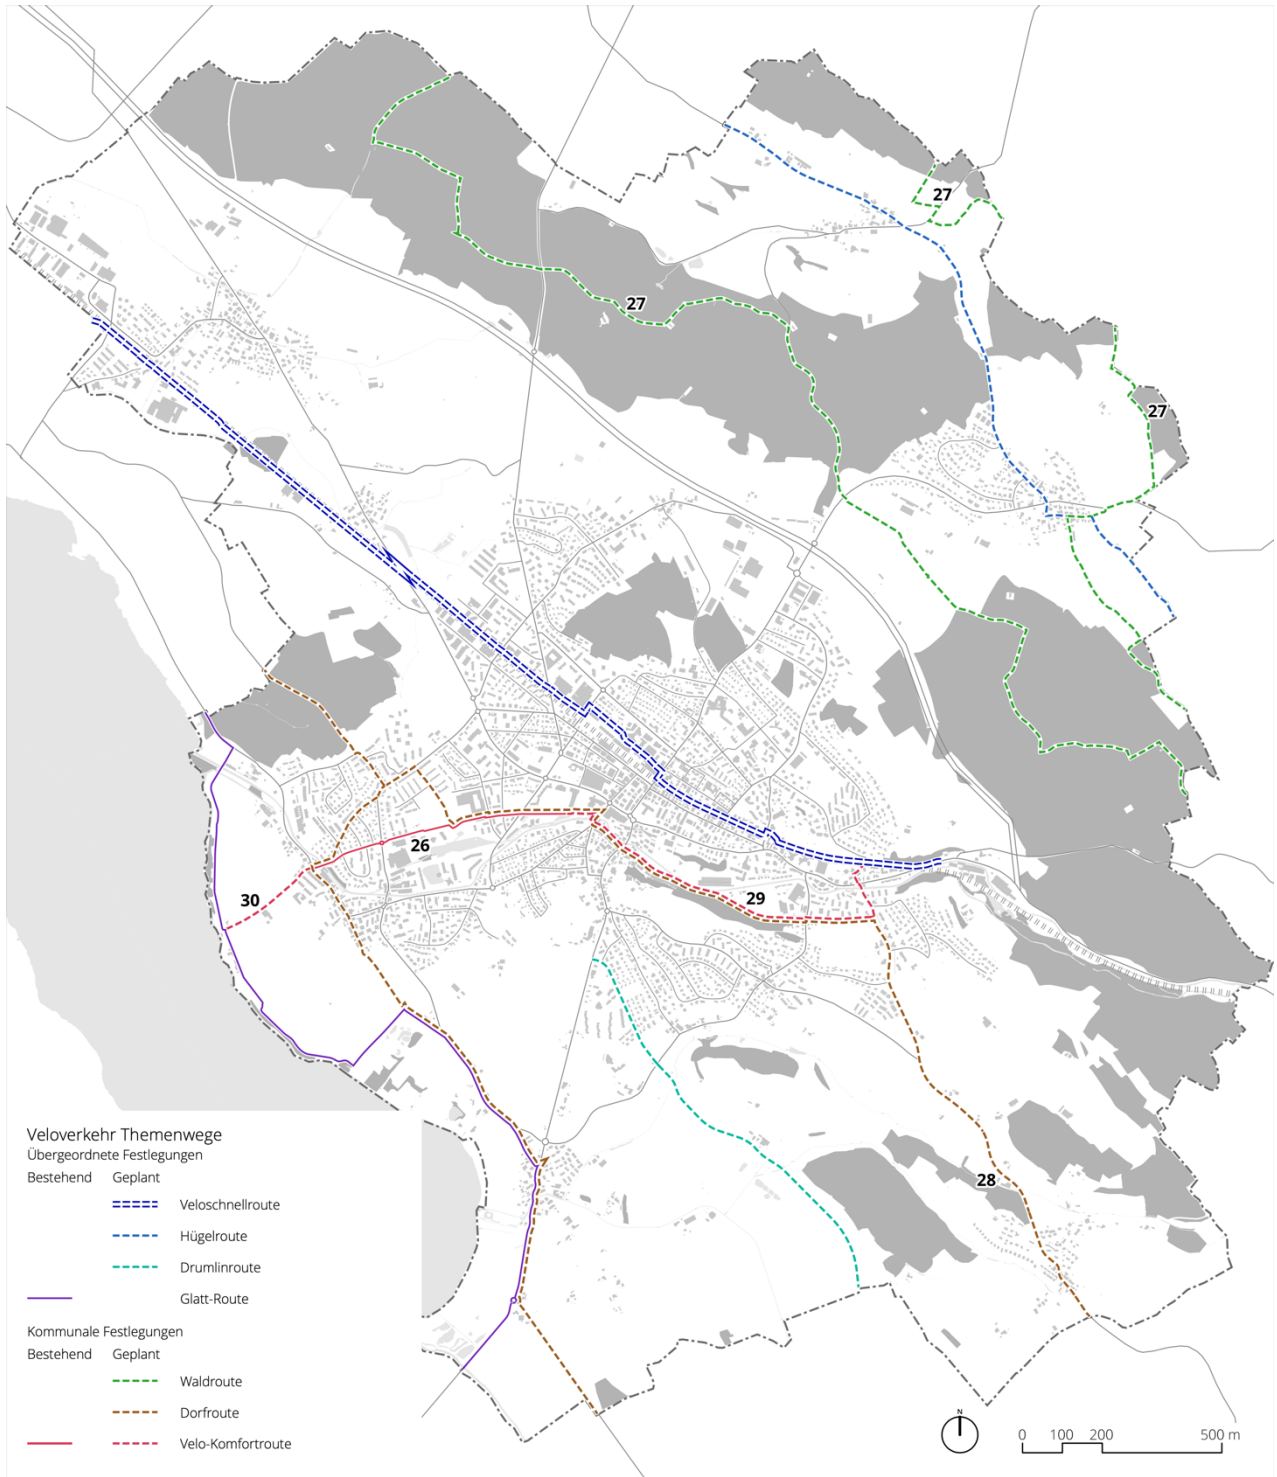 27
27
27
26
30
29
28
Veloverkehr Themenwege
Übergeordnete Festlegungen
Bestehend Geplant
Veloschnellroute
Hügelroute
Drumlinroute
Glatt-Route
Kommunale Festlegungen
Bestehend Geplant
Waldroute
Dorfroute
Velo-Komfortroute
N
0 100 200 500 m